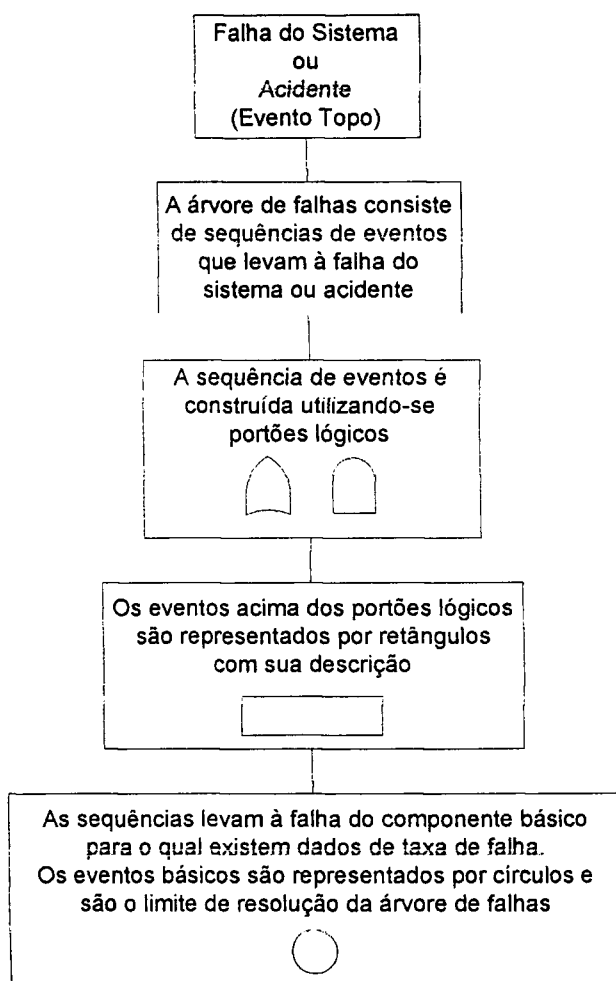 Falha do Sistema
ou
Acidente
(Evento Topo)
A árvore de falhas consiste
de sequências de eventos
que levam à falha do
sistema ou acidente
A sequência de eventos é
construída utilizando-se
portões lógicos
Os eventos acima dos portões lógicos
são representados por retângulos
com sua descrição
As sequências levam à falha do componente básico
para o qual existem dados de taxa de falha.
Os eventos básicos são representados por círculos e
são o limite de resolução da árvore de falhas